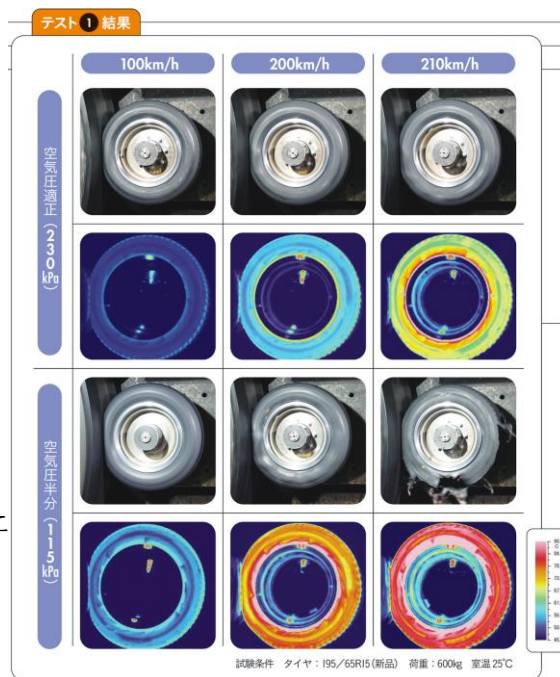 テスト1結果
100km/h
200km/h
210km/h
空気圧適正(230kPa)
空気圧半分(115kPa)
試験条件 タイヤ:195/65R15(新品) 荷重:600kg 室温25℃